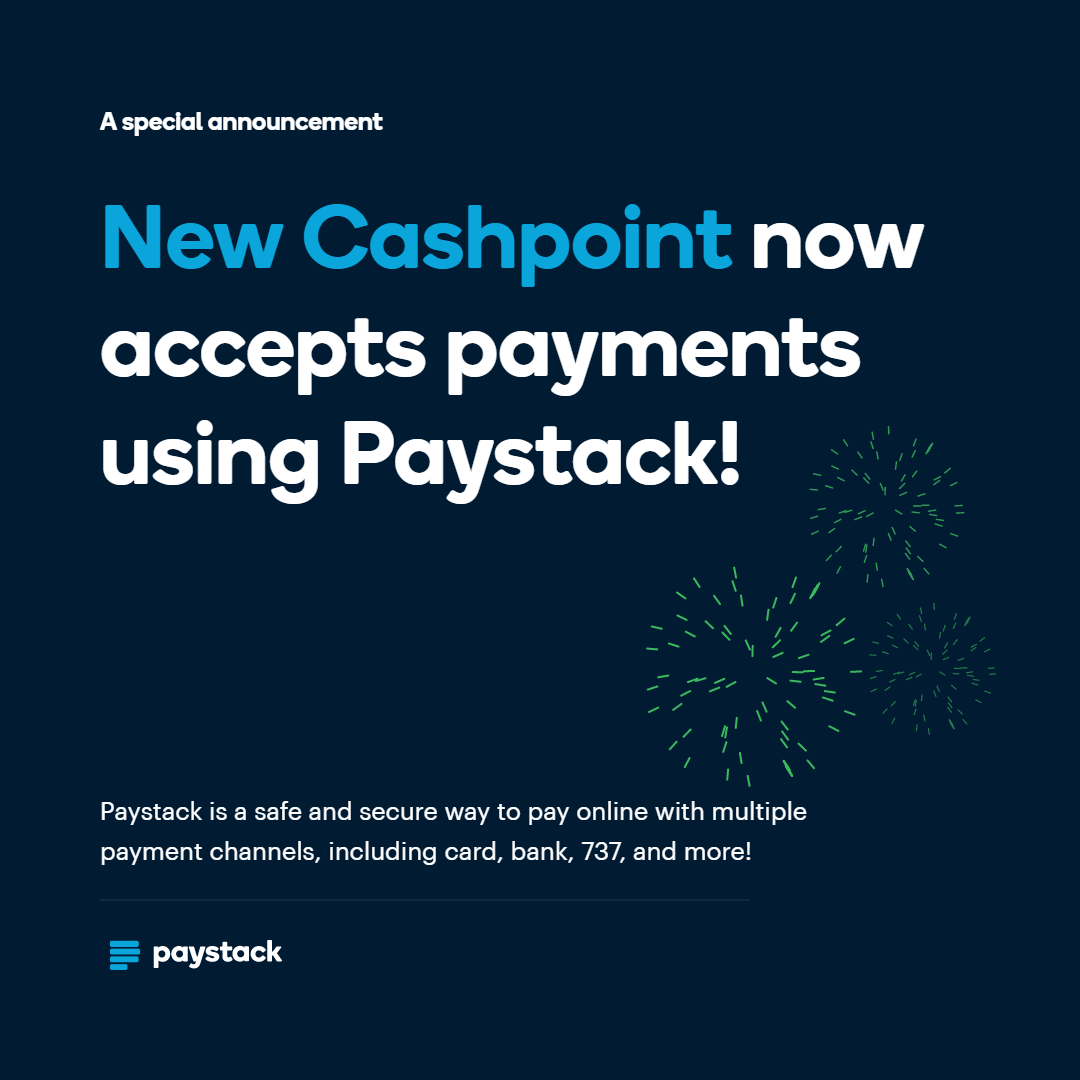 A special announcement
New Cashpoint now
accepts payments
using Paystack!
Paystack is a safe and secure way to pay online with multiple
payment channels, including card, bank, 737, and more!
paystack